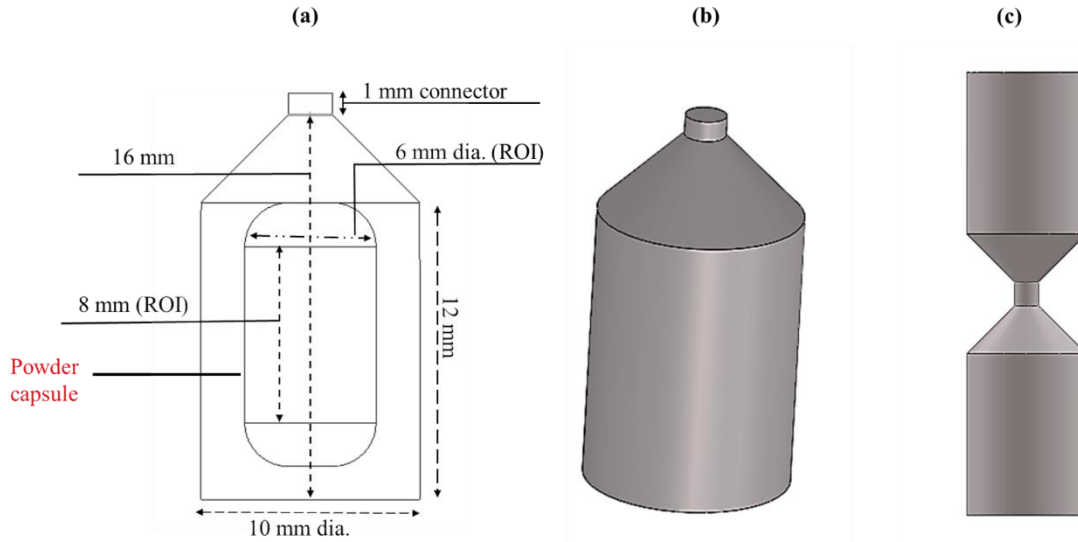 (a)
(b)
(c)
1 mm connector
16 mm
6 mm dia. (ROI)
8 mm (ROI)
12 mm
Powder
capsule
10 mm dia.